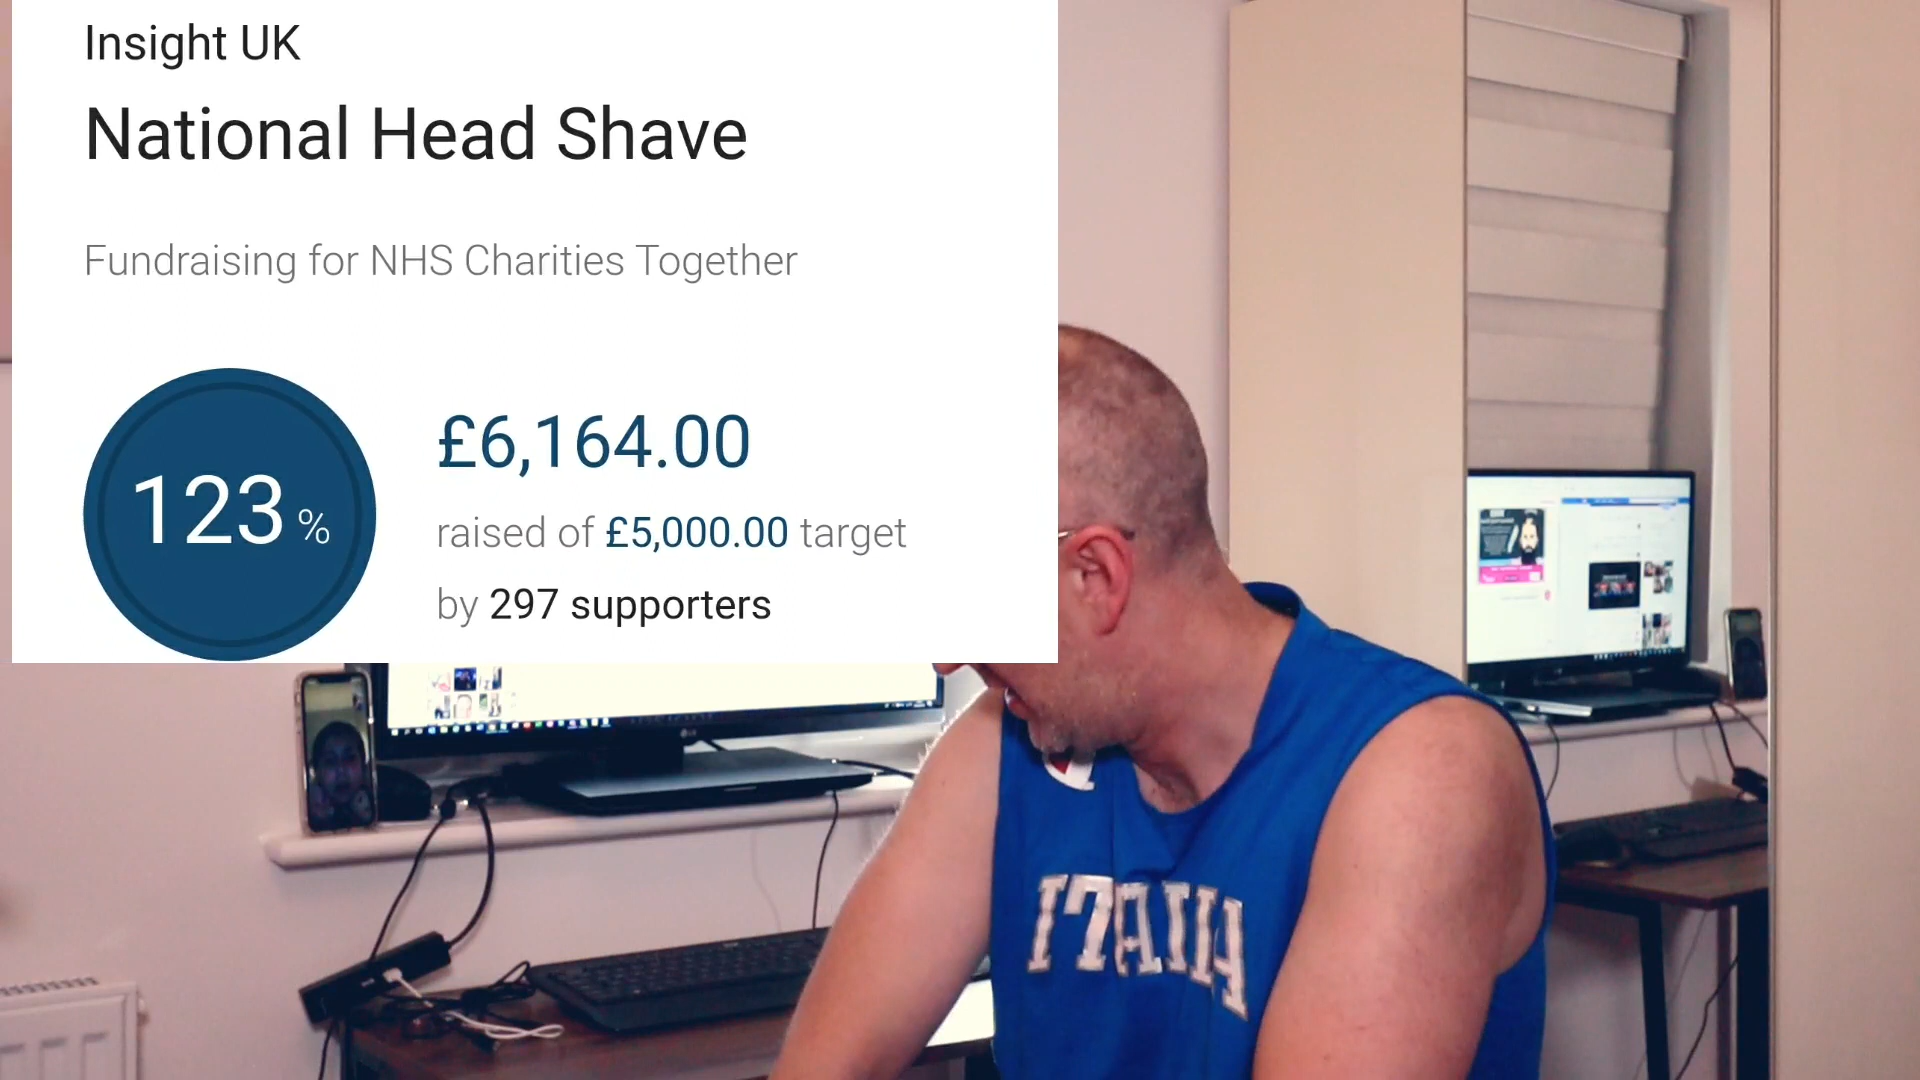 Insight UK
National Head Shave
Fundraising for NHS Charities Together
123 %
£6,164.00
raised of £5,000.00 target
by 297 supporters
LG
ITALIA